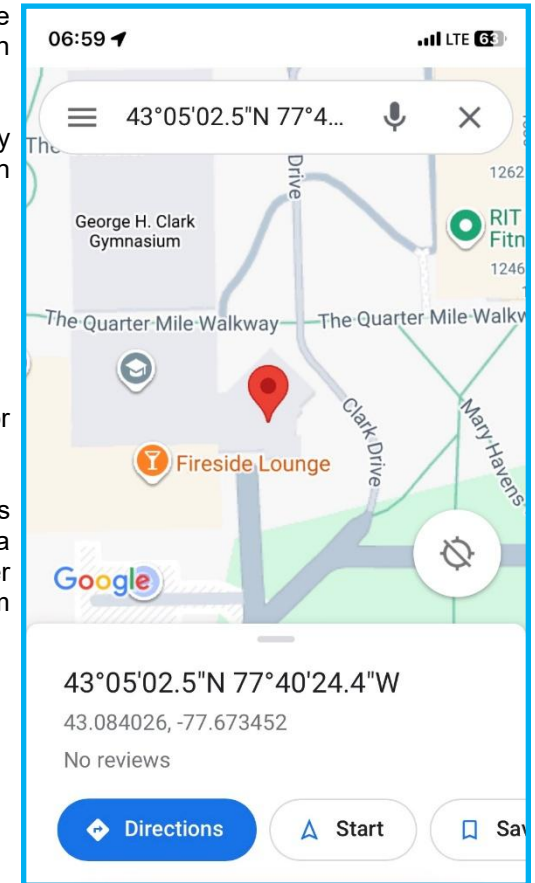 06:59
LTE 63
43°05'02.5"N 77°4...
Drive
1262
George H. Clark
Gymnasium
RIT
Fitn
1246
The Quarter Mile Walkway
The Quarter Mile Walkw
Clark Drive
Mary Havens
Fireside Lounge
Google
43°05'02.5"N 77°40'24.4"W
43.084026, -77.673452
No reviews
Directions
Start
Sav